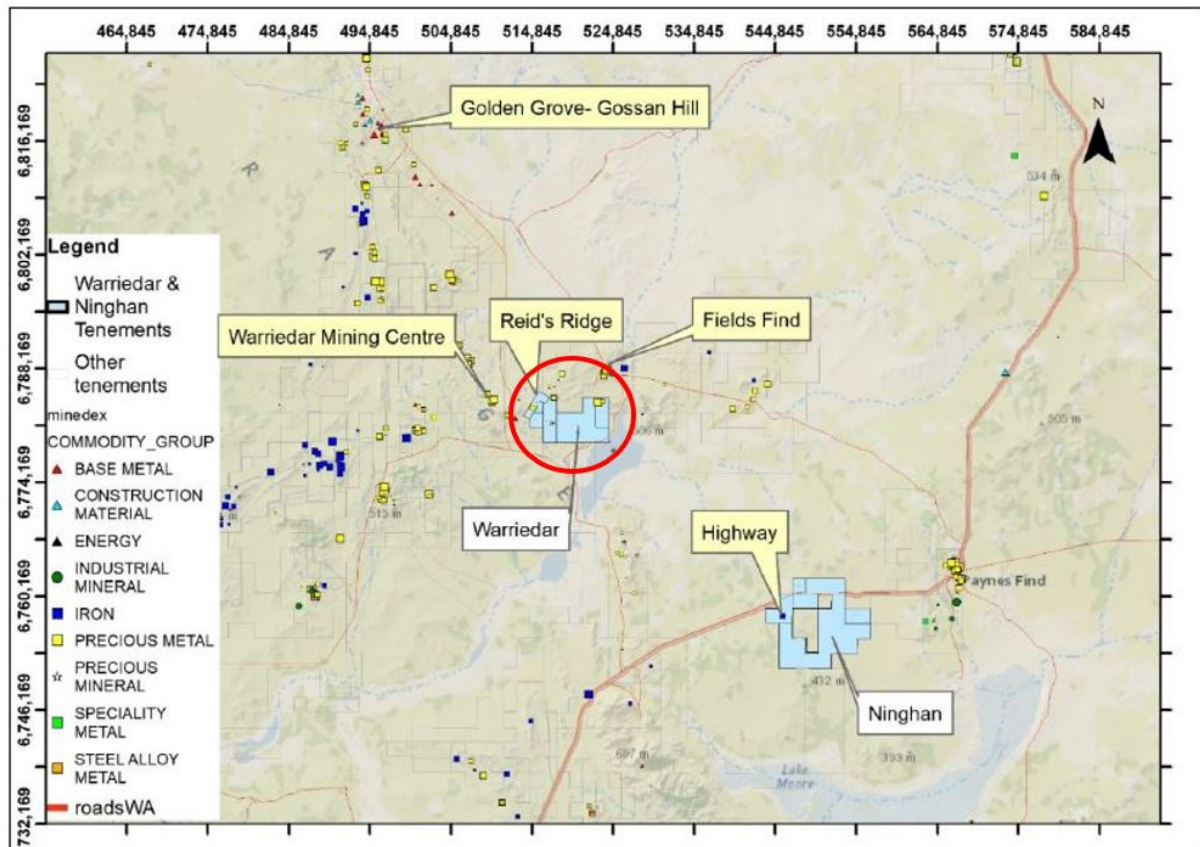 464,845 474,845 484,845 494,845 504,845 514,845 524,845 534,845 544,845 554,845 564,845 574,845 584,845
6,816,169
6,802,169
6,788,169
6,774,169
6,760,169
6,746,169
732,169
Golden Grove- Gossan Hill
N
534 m
R
A
G
E
Reid's Ridge
Fields Find
Warriedar Mining Centre
505 m
506 m
515 m
Warriedar
Highway
Paynes Find
432 m
Ninghan
393 m
697 m
Lake
Moore
Legend
Warriedar &
Ninghan
Tenements
Other
tenements
minedex
COMMODITY_GROUP
BASE METAL
CONSTRUCTION
MATERIAL
ENERGY
INDUSTRIAL
MINERAL
IRON
PRECIOUS METAL
PRECIOUS
MINERAL
SPECIALITY
METAL
STEEL ALLOY
METAL
roadsWA